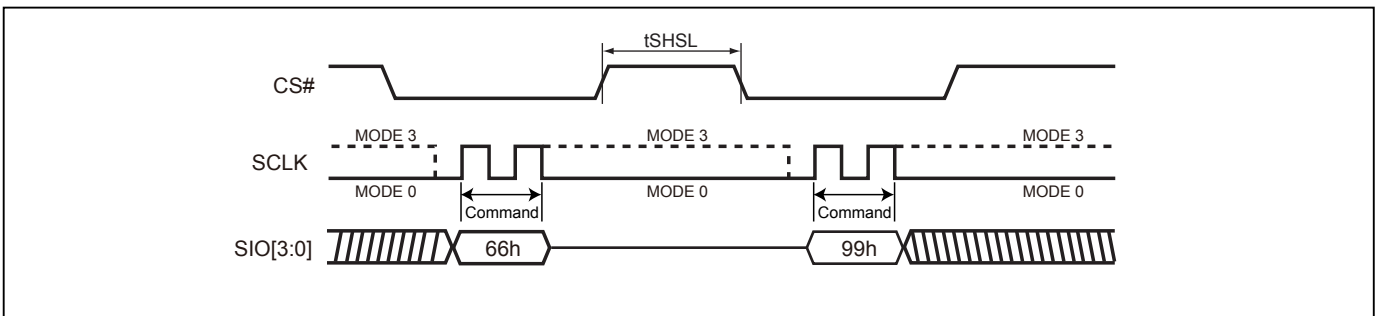 tSHSL
CS#
MODE 3 MODE 3 MODE 3
SCLK
MODE 0 MODE 0 MODE 0
Command Command
SIO[3:0] 66h 99h